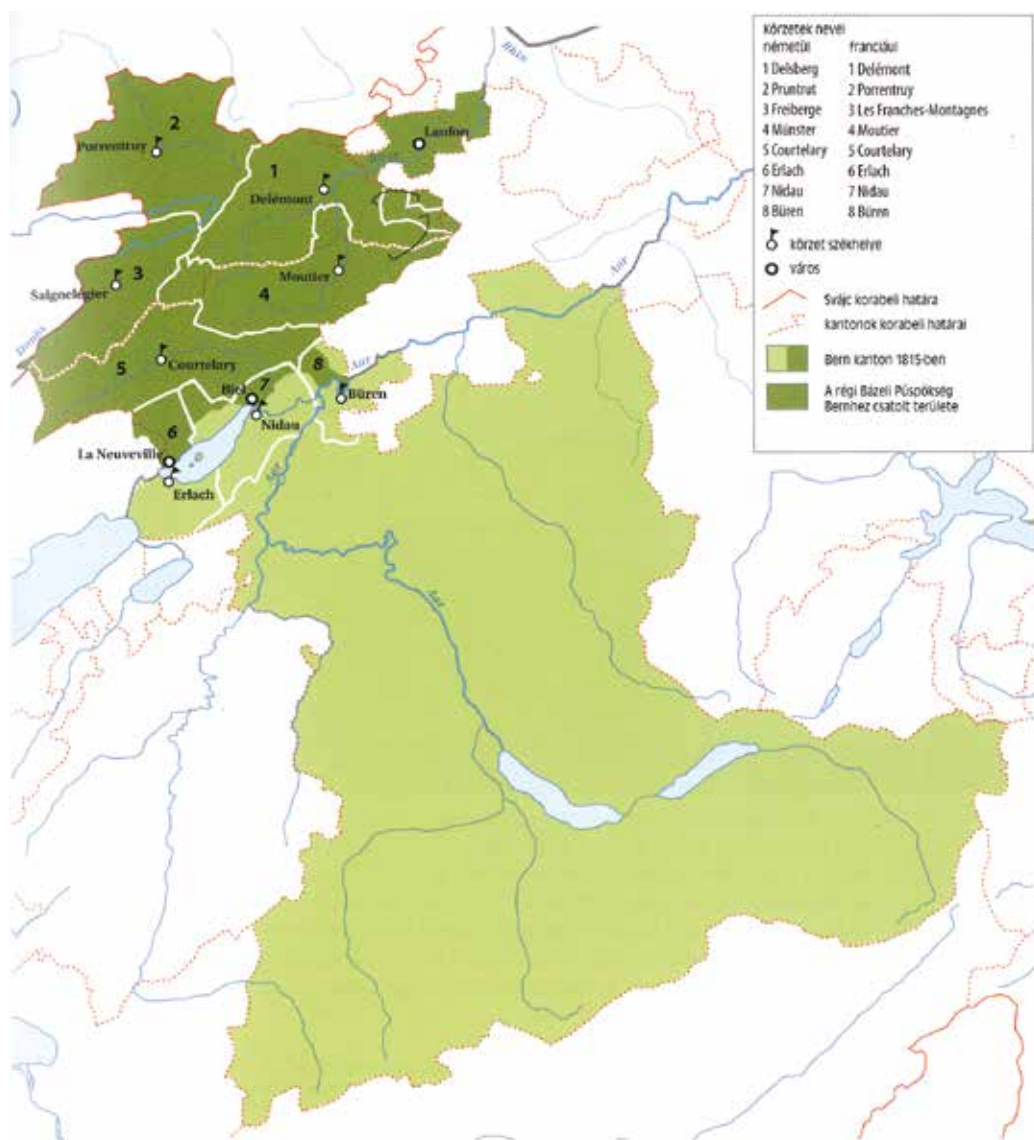 Körzetek nevei
németül franciául
1 Delsberg 1 Delémont
2 Pruntrut 2 Porrentruy
3 Freiberge 3 Les Franches-Montagnes
4 Münster 4 Moutier
5 Courtelary 5 Courtelary
6 Erlach 6 Erlach
7 Nidau 7 Nidau
8 Büren 8 Büren
körzet székhelye
város
Svájc korabeli határa
kantonok korabeli határai
Bern kanton 1815-ben
A régi Bázeli Püspökség
Bernhez csatolt területe
Rhin
2
Porrentruy
Laufon
1
Delémont
3
Saignelégier
Moutier
4
Aar
Doubs
5
Courtelary
8
Aar
Biel
7
Büren
Nidau
6
La Neuveville
Erlach
Aar
Aar